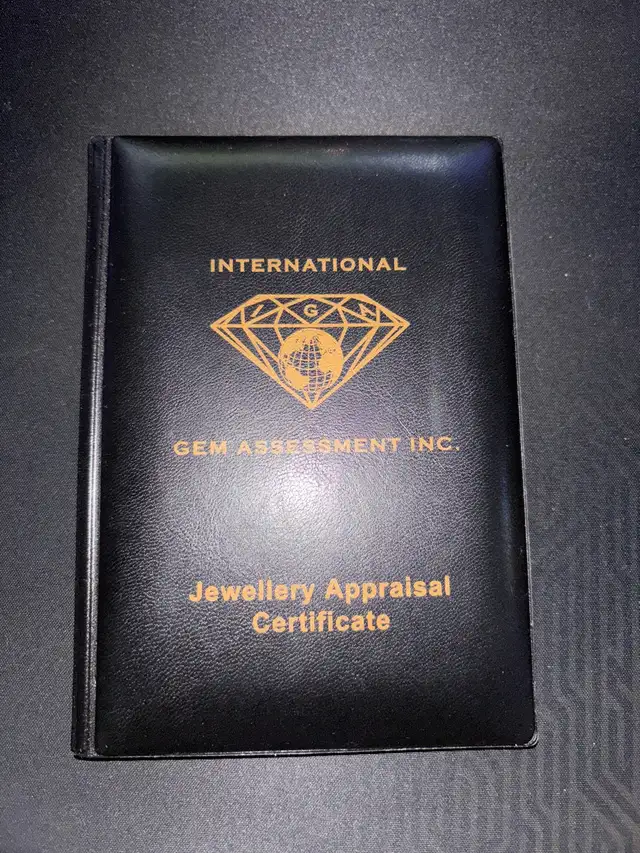 INTERNATIONAL
I G A
GEM ASSESSMENT INC.
Jewellery Appraisal
Certificate